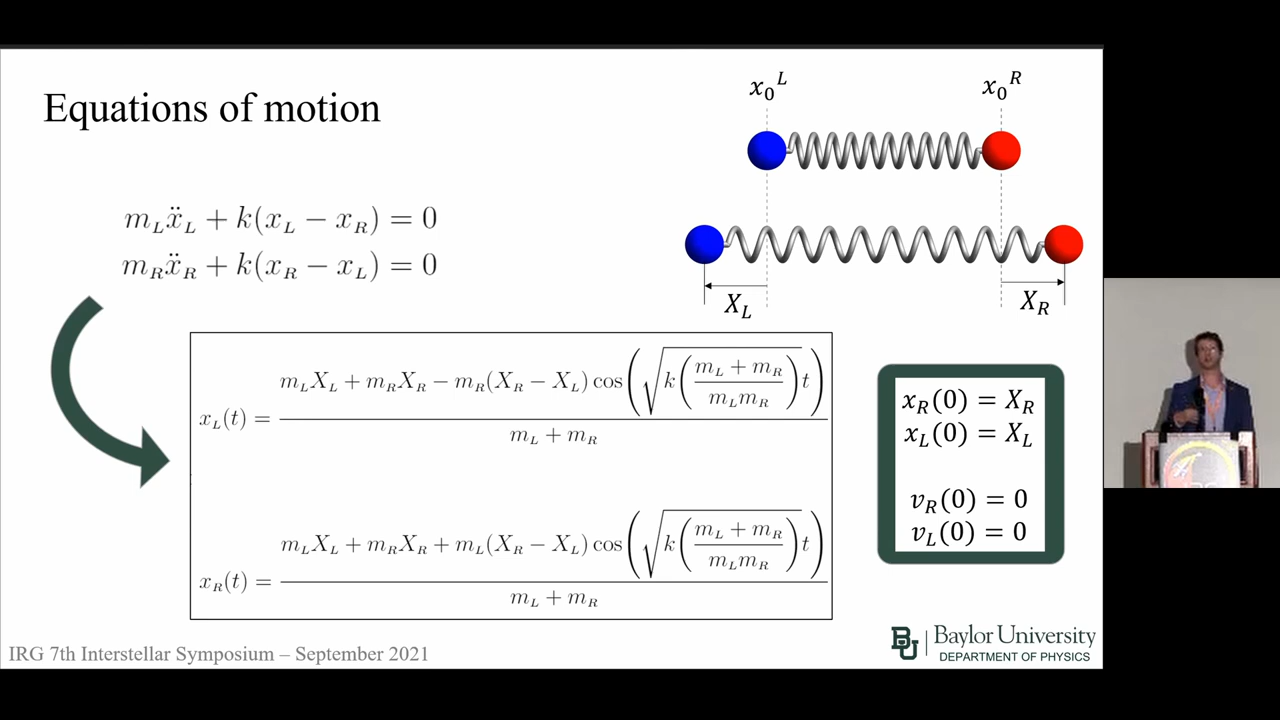 Equations of motion
x₀ᴸ x₀ᴿ
X_L X_R
m_L ẍ_L + k(x_L − x_R) = 0
m_R ẍ_R + k(x_R − x_L) = 0
x_L(t) = (m_L X_L + m_R X_R − m_R(X_R − X_L) cos(√(k((m_L + m_R)/(m_L m_R))) t))/(m_L + m_R)
x_R(t) = (m_L X_L + m_R X_R + m_L(X_R − X_L) cos(√(k((m_L + m_R)/(m_L m_R))) t))/(m_L + m_R)
x_R(0) = X_R
x_L(0) = X_L
v_R(0) = 0
v_L(0) = 0
IRG 7th Interstellar Symposium – September 2021
BU Baylor University
DEPARTMENT OF PHYSICS